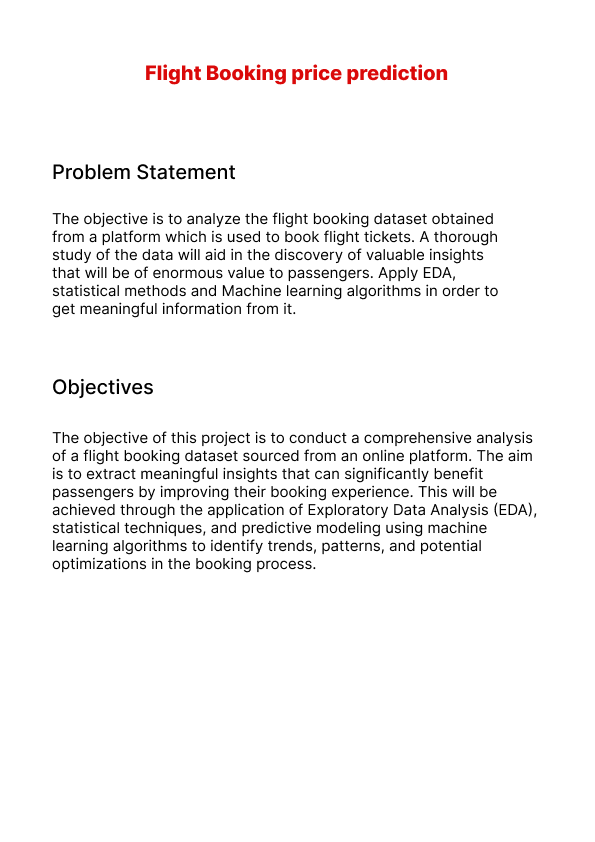 Flight Booking price prediction
Problem Statement
The objective is to analyze the flight booking dataset obtained
from a platform which is used to book flight tickets. A thorough
study of the data will aid in the discovery of valuable insights
that will be of enormous value to passengers. Apply EDA,
statistical methods and Machine learning algorithms in order to
get meaningful information from it.
Objectives
The objective of this project is to conduct a comprehensive analysis
of a flight booking dataset sourced from an online platform. The aim
is to extract meaningful insights that can significantly benefit
passengers by improving their booking experience. This will be
achieved through the application of Exploratory Data Analysis (EDA),
statistical techniques, and predictive modeling using machine
learning algorithms to identify trends, patterns, and potential
optimizations in the booking process.